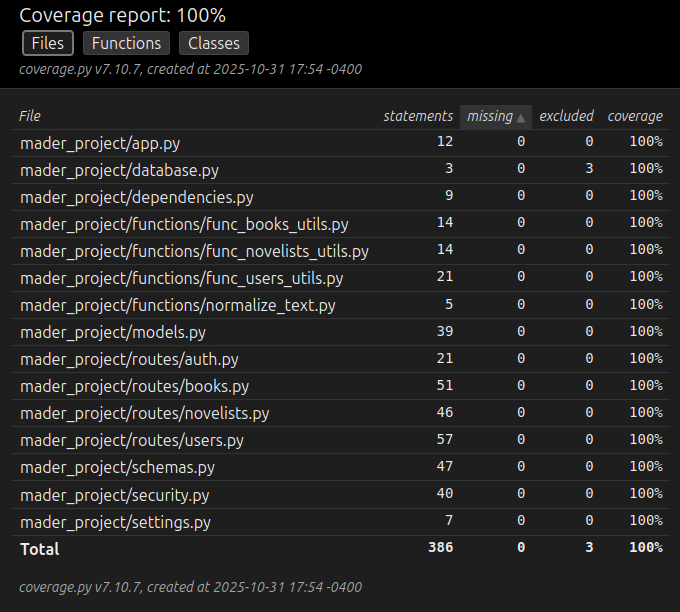 Coverage report: 100%
Files Functions Classes
coverage.py v7.10.7, created at 2025-10-31 17:54 -0400
File statements missing ▲ excluded coverage
mader_project/app.py 12 0 0 100%
mader_project/database.py 3 0 3 100%
mader_project/dependencies.py 9 0 0 100%
mader_project/functions/func_books_utils.py 14 0 0 100%
mader_project/functions/func_novelists_utils.py 14 0 0 100%
mader_project/functions/func_users_utils.py 21 0 0 100%
mader_project/functions/normalize_text.py 5 0 0 100%
mader_project/models.py 39 0 0 100%
mader_project/routes/auth.py 21 0 0 100%
mader_project/routes/books.py 51 0 0 100%
mader_project/routes/novelists.py 46 0 0 100%
mader_project/routes/users.py 57 0 0 100%
mader_project/schemas.py 47 0 0 100%
mader_project/security.py 40 0 0 100%
mader_project/settings.py 7 0 0 100%
Total 386 0 3 100%
coverage.py v7.10.7, created at 2025-10-31 17:54 -0400